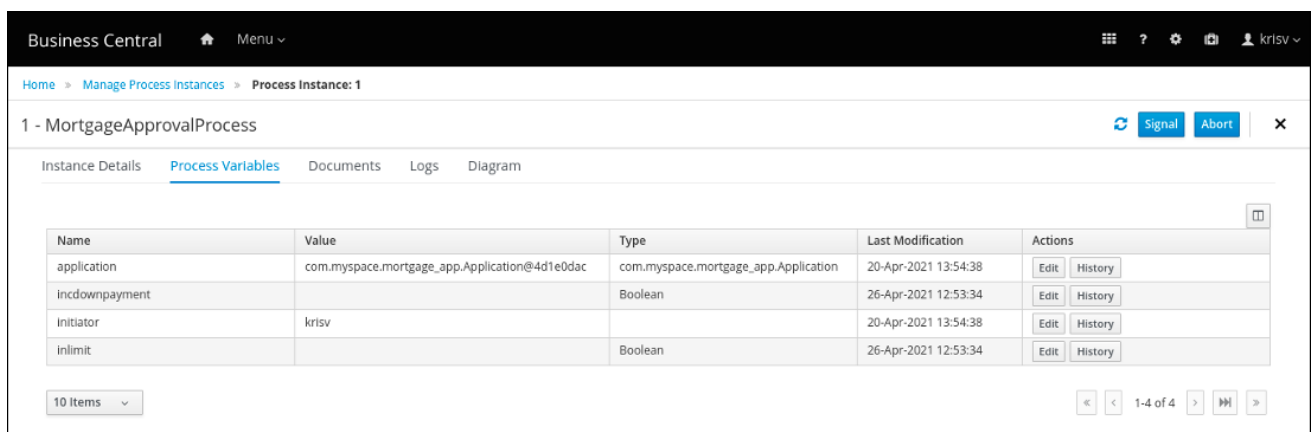 Business Central Menu ? krisv
Home » Manage Process Instances » Process Instance: 1
1 - MortgageApprovalProcess Signal Abort
Instance Details Process Variables Documents Logs Diagram
Name Value Type Last Modification Actions
application com.myspace.mortgage_app.Application@4d1e0dac com.myspace.mortgage_app.Application 20-Apr-2021 13:54:38 Edit History
incdownpayment Boolean 26-Apr-2021 12:53:34 Edit History
initiator krisv 20-Apr-2021 13:54:38 Edit History
inlimit Boolean 26-Apr-2021 12:53:34 Edit History
10 Items 1-4 of 4